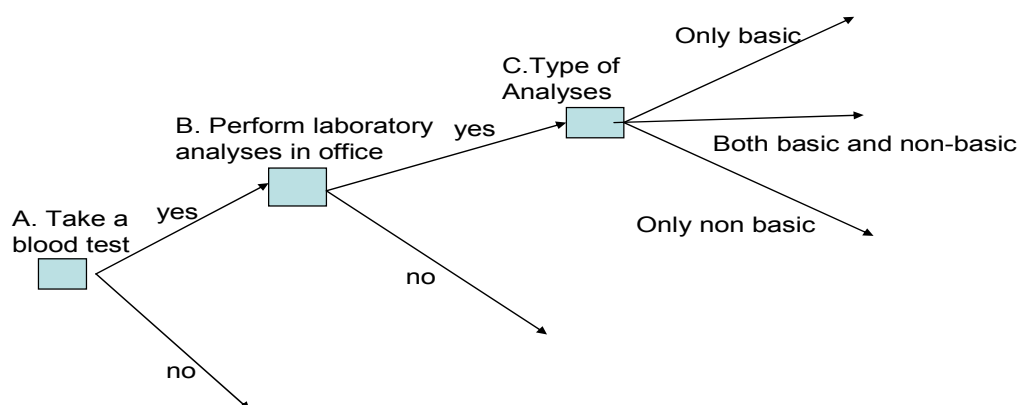 Only basic
C.Type of
Analyses
B. Perform laboratory
analyses in office
yes
Both basic and non-basic
A. Take a
blood test
yes
Only non basic
no
no